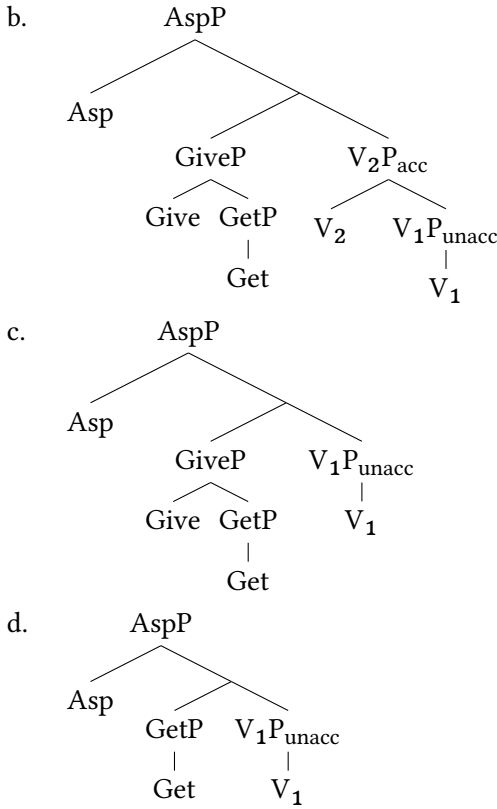 b. AspP
Asp
GiveP V₂P_acc
Give GetP V₂ V₁P_unacc
Get V₁
c. AspP
Asp
GiveP V₁P_unacc
Give GetP V₁
Get
d. AspP
Asp
GetP V₁P_unacc
Get V₁